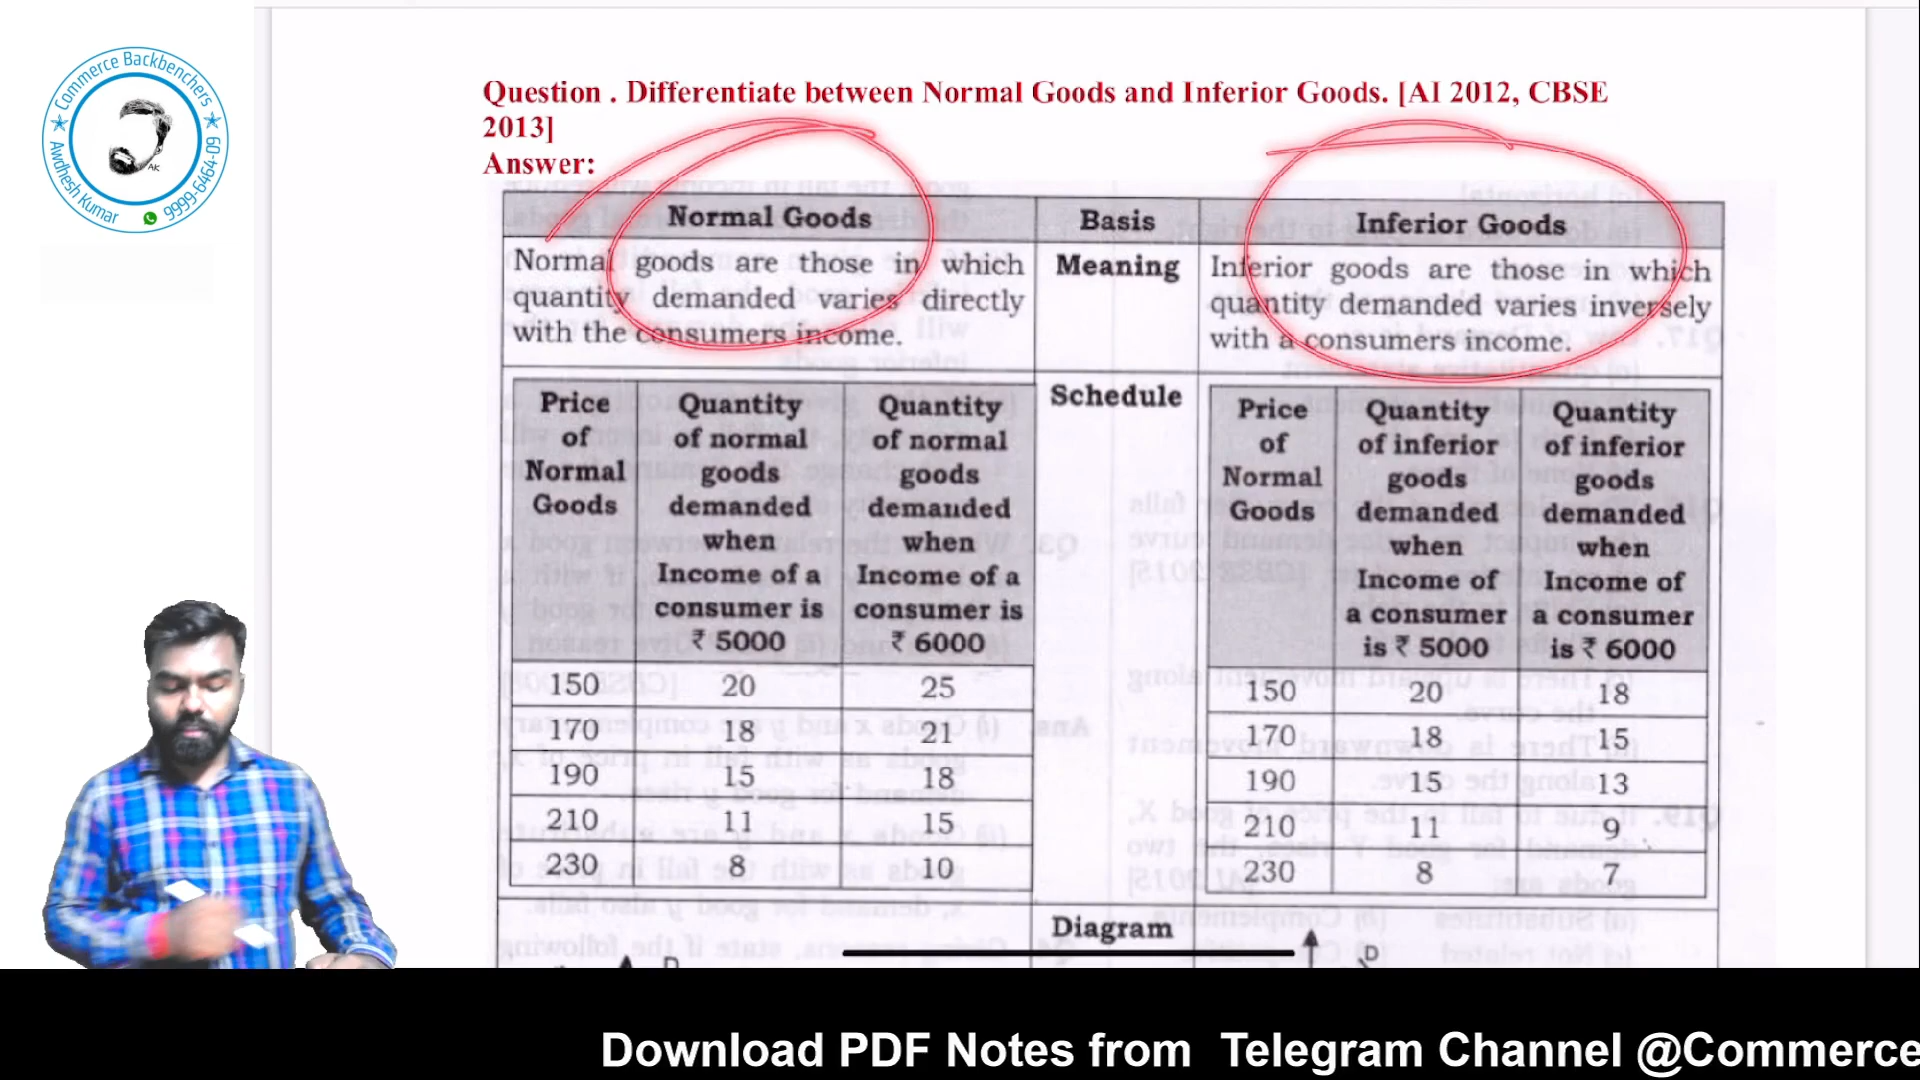 Commerce Backbenchers
Awdhesh Kumar
9999-6464-09
AK
Question . Differentiate between Normal Goods and Inferior Goods. [AI 2012, CBSE
2013]
Answer:
Normal Goods Basis Inferior Goods
Normal goods are those in which
quantity demanded varies directly
with the consumers income.
Meaning
Inferior goods are those in which
quantity demanded varies inversely
with a consumers income.
Price
of
Normal
Goods
Quantity
of normal
goods
demanded
when
Income of a
consumer is
₹ 5000
Quantity
of normal
goods
demanded
when
Income of a
consumer is
₹ 6000
150 20 25
170 18 21
190 15 18
210 11 15
230 8 10
Schedule
Price
of
Normal
Goods
Quantity
of inferior
goods
demanded
when
Income of
a consumer
is ₹ 5000
Quantity
of inferior
goods
demanded
when
Income of
a consumer
is ₹ 6000
150 20 18
170 18 15
190 15 13
210 11 9
230 8 7
Diagram
D
Download PDF Notes from Telegram Channel @Commerce